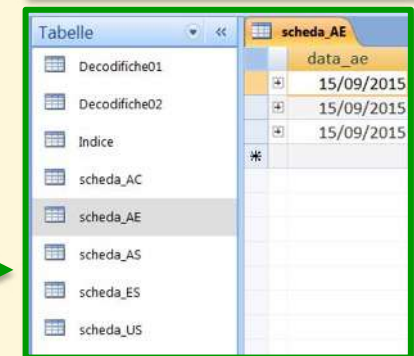 Tabelle
Decodifiche01
Decodifiche02
Indice
scheda_AC
scheda_AE
scheda_AS
scheda_ES
scheda_US
scheda_AE
data_ae
15/09/2015
15/09/2015
15/09/2015